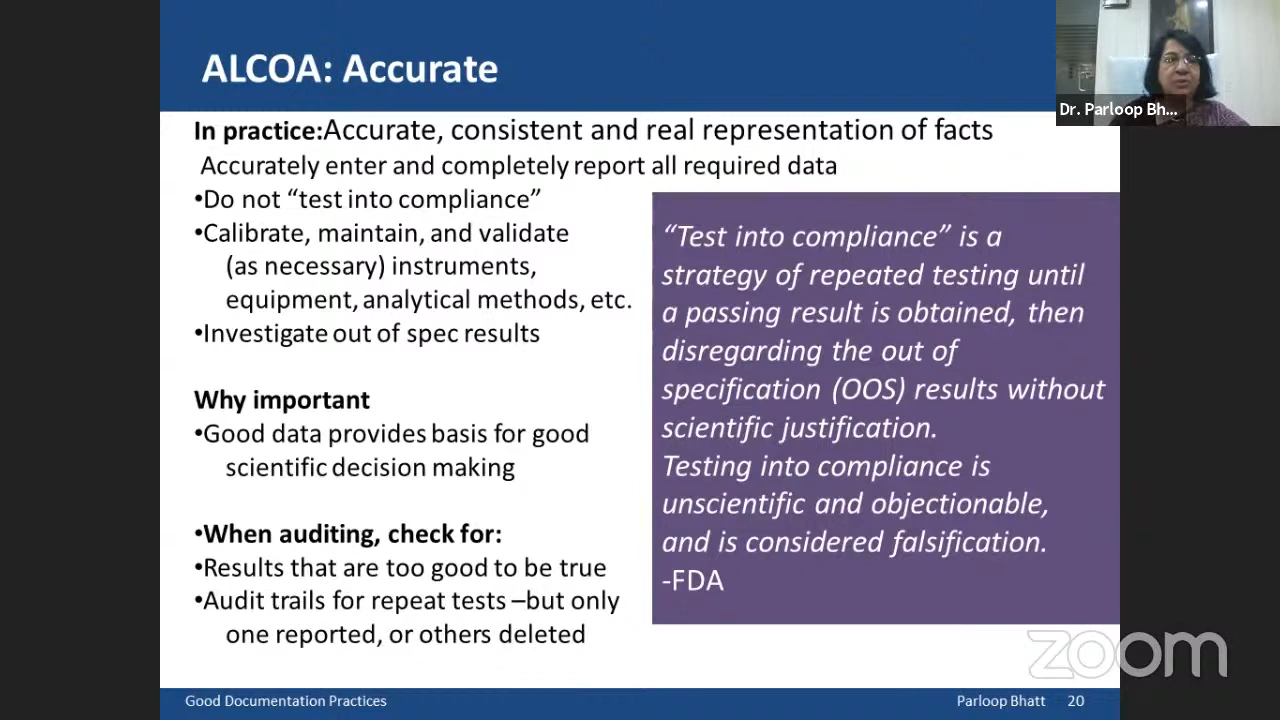 ALCOA: Accurate
Dr. Parloop Bh...
In practice:Accurate, consistent and real representation of facts
Accurately enter and completely report all required data
•Do not “test into compliance”
•Calibrate, maintain, and validate
(as necessary) instruments,
equipment, analytical methods, etc.
•Investigate out of spec results
Why important
•Good data provides basis for good
scientific decision making
•When auditing, check for:
•Results that are too good to be true
•Audit trails for repeat tests –but only
one reported, or others deleted
“Test into compliance” is a
strategy of repeated testing until
a passing result is obtained, then
disregarding the out of
specification (OOS) results without
scientific justification.
Testing into compliance is
unscientific and objectionable,
and is considered falsification.
-FDA
zoom
Good Documentation Practices
Parloop Bhatt 20